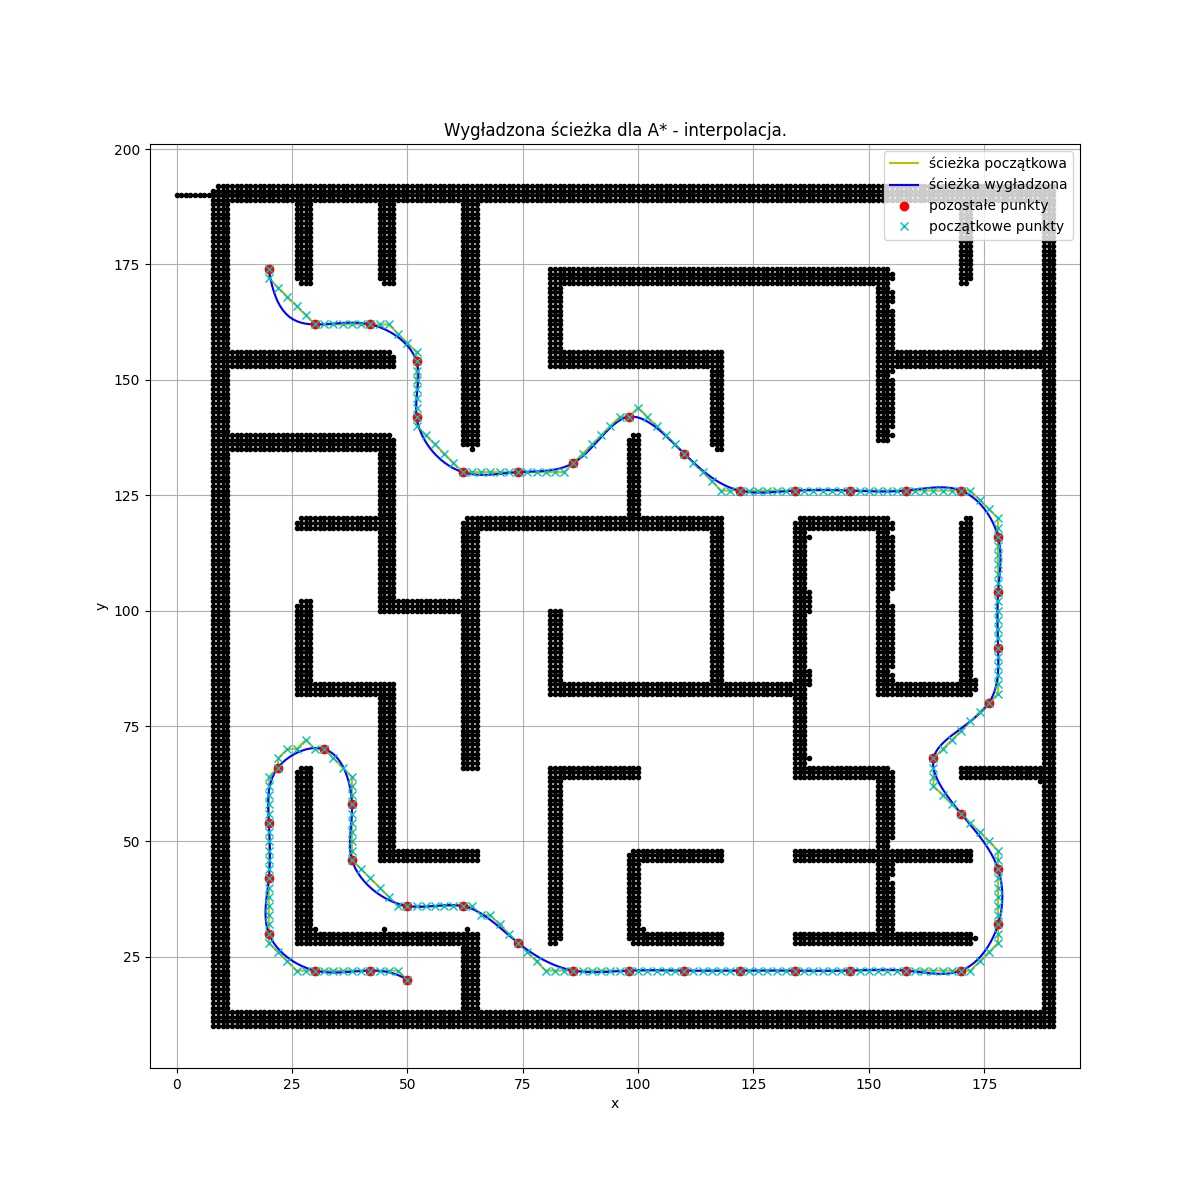 Wygładzona ścieżka dla A* - interpolacja.
ścieżka początkowa
ścieżka wygładzona
pozostałe punkty
początkowe punkty
200
175
150
125
100
75
50
25
y
0 25 50 75 100 125 150 175
x